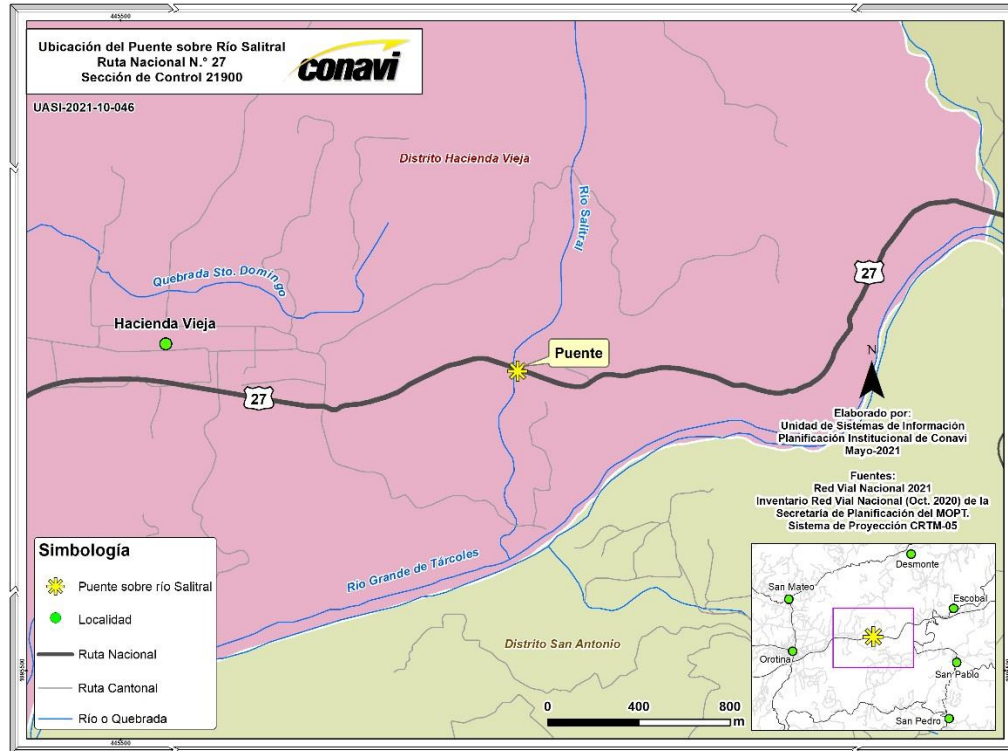 445500
Ubicación del Puente sobre Río Salitral
Ruta Nacional N.° 27
Sección de Control 21900
conavi
UASI-2021-10-046
Distrito Hacienda Vieja
Río Salitral
Quebrada Sto. Domingo
Hacienda Vieja
27
Puente
27
N
Elaborado por:
Unidad de Sistemas de Información
Planificación Institucional de Conavi
Mayo-2021
Fuentes:
Red Vial Nacional 2021
Inventario Red Vial Nacional (Oct. 2020) de la
Secretaría de Planificación del MOPT.
Sistema de Proyección CRTM-05
Río Grande de Tárcoles
Distrito San Antonio
Simbología
Puente sobre río Salitral
Localidad
Ruta Nacional
Ruta Cantonal
Río o Quebrada
0 400 800
m
Desmonte
San Mateo
Escobal
Orotina
San Pablo
San Pedro
445500